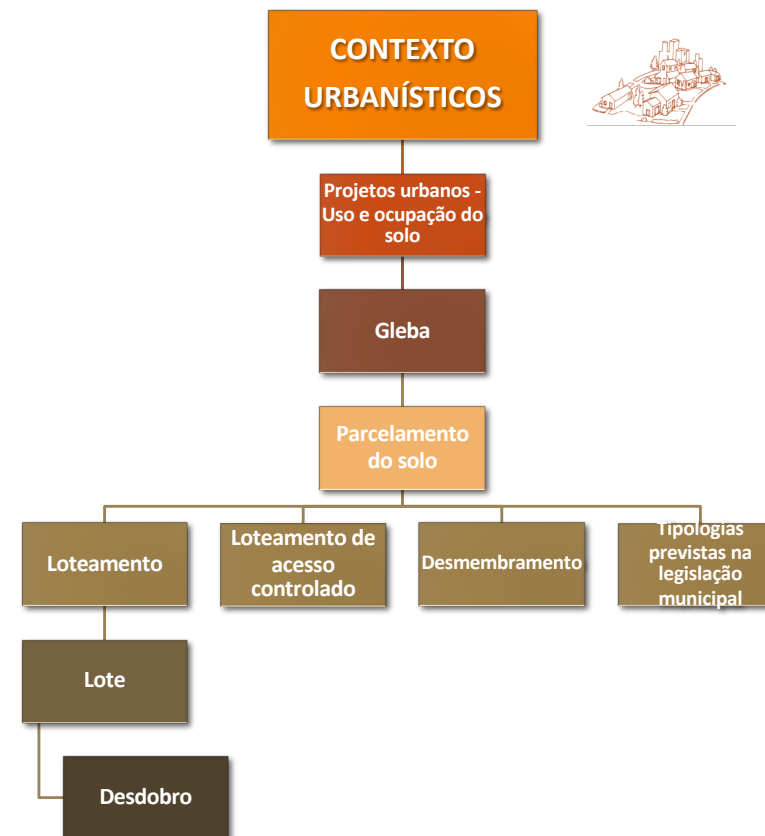 CONTEXTO
URBANÍSTICOS
Projetos urbanos -
Uso e ocupação do
solo
Gleba
Parcelamento
do solo
Loteamento
Loteamento de
acesso
controlado
Desmembramento
Tipologias
previstas na
legislação
municipal
Lote
Desdobro